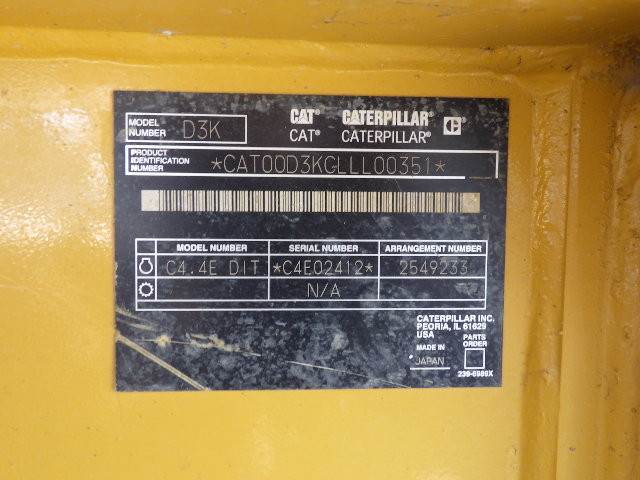 MODEL NUMBER D3K
CAT® CATERPILLAR®
CAT® CATERPILLAR® C
PRODUCT IDENTIFICATION NUMBER *CAT00D3KCLLL00351*
MODEL NUMBER SERIAL NUMBER ARRANGEMENT NUMBER
C4.4E DIT *C4E02412* 2549233
N/A
CATERPILLAR INC.
PEORIA, IL 61629
USA
PARTS ORDER
MADE IN
JAPAN
239-6989X